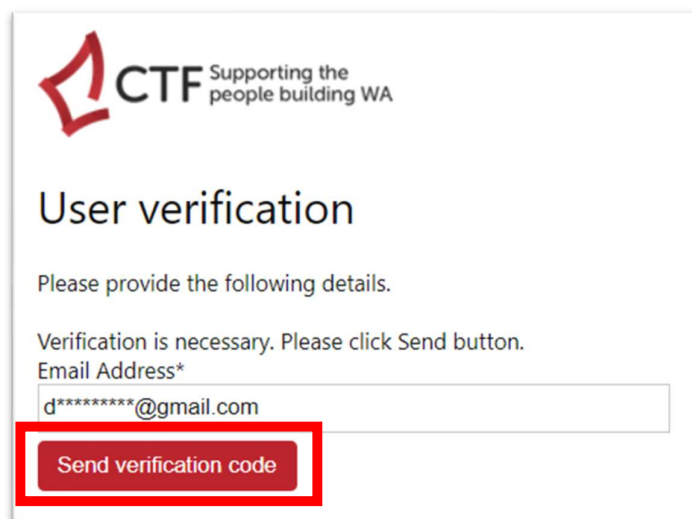 CTF Supporting the
people building WA
User verification
Please provide the following details.
Verification is necessary. Please click Send button.
Email Address*
d*********@gmail.com
Send verification code